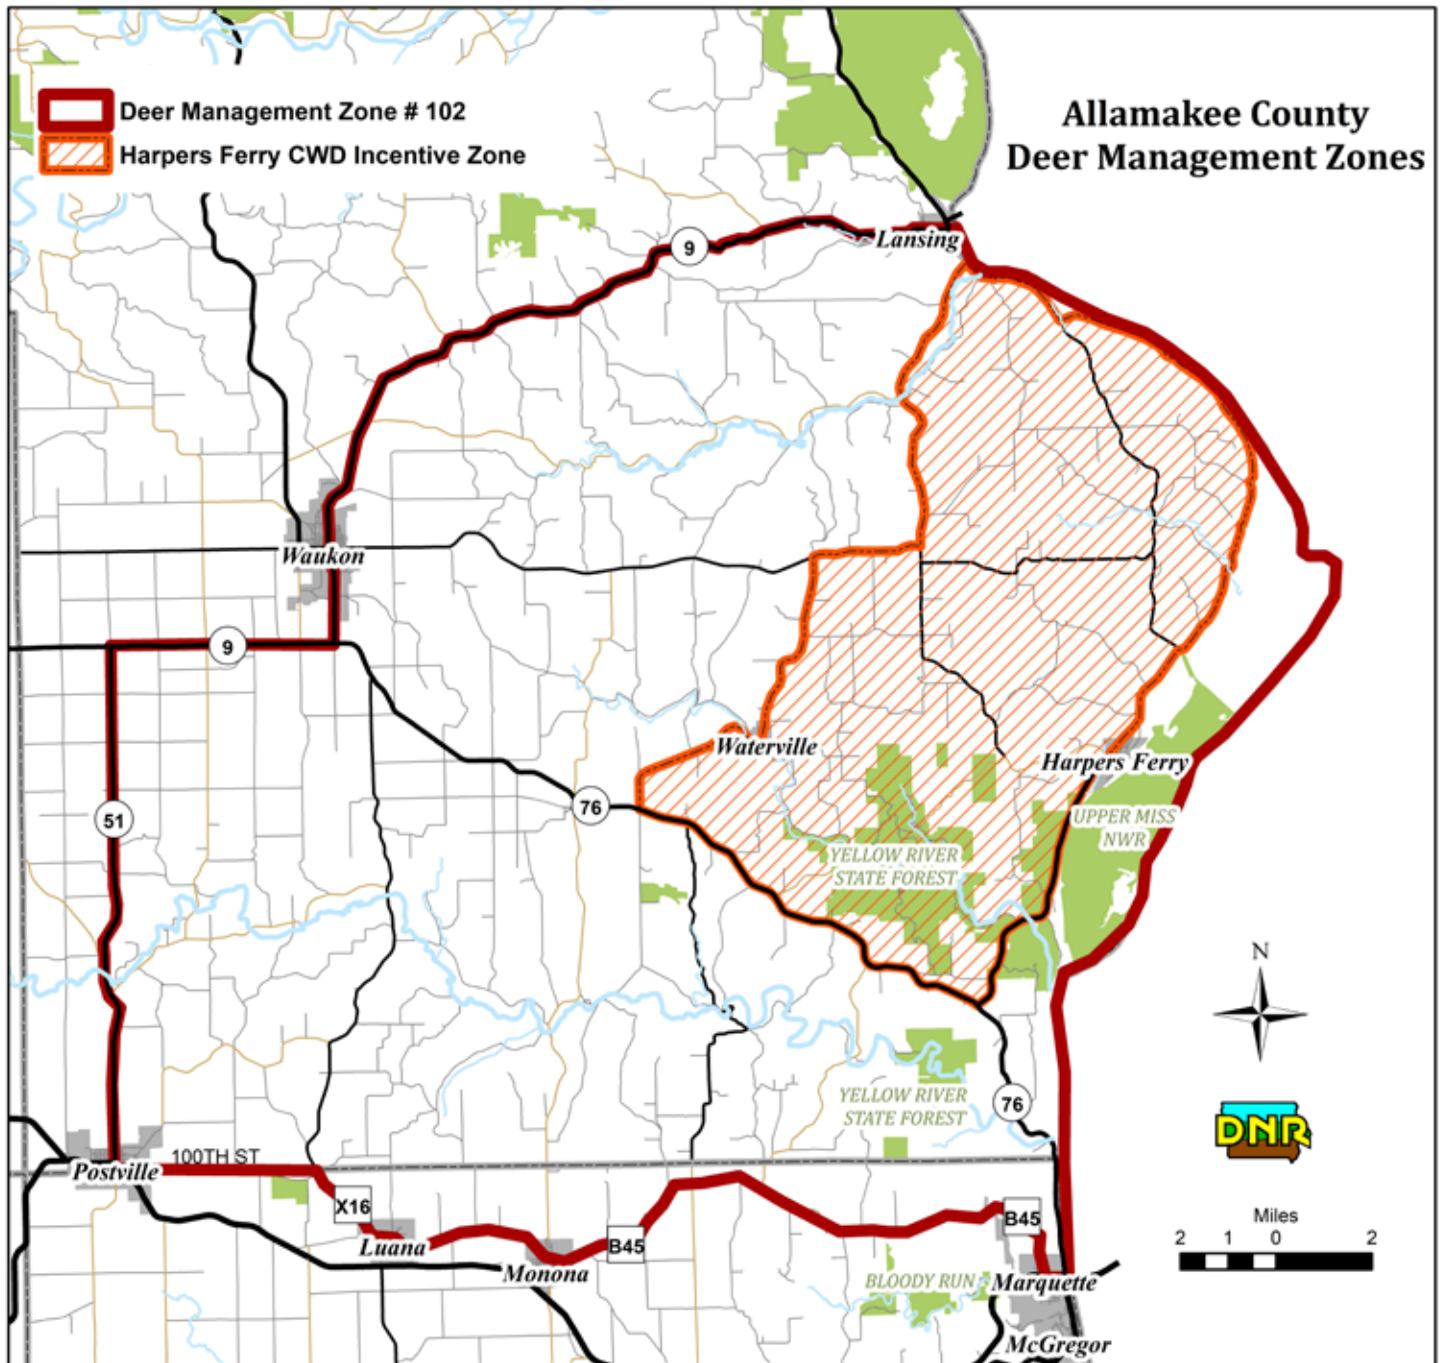 Allamakee County
Deer Management Zones
Deer Management Zone # 102
Harpers Ferry CWD Incentive Zone
Lansing
9
Waukon
9
Waterville
Harpers Ferry
76
51
UPPER MISS
NWR
YELLOW RIVER
STATE FOREST
N
YELLOW RIVER
STATE FOREST
76
DNR
100TH ST
Postville
X16
Luana
B45
Monona
B45
Miles
2 1 0 2
BLOODY RUN
Marquette
McGregor